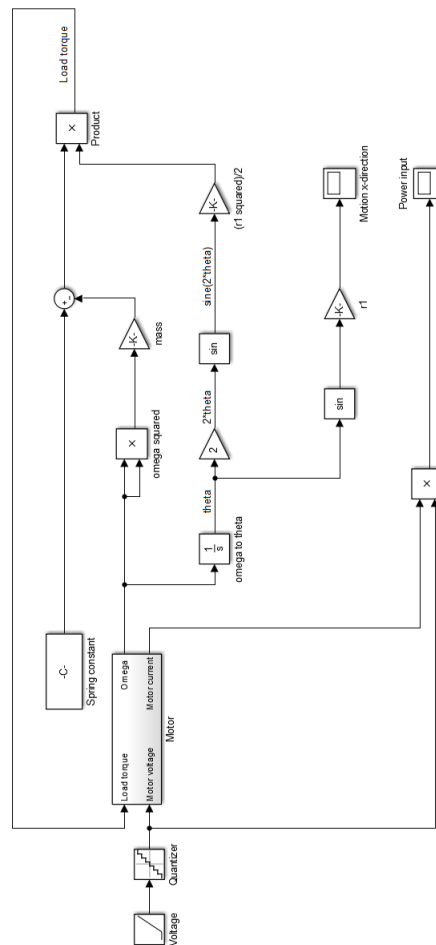 Load torque
×
Product
-C-
Spring constant
+
−
-K-
mass
×
omega squared
Load torque
Omega
Motor voltage
Motor current
Motor
1
s
omega to theta
theta
2
2*theta
sin
sine(2*theta)
-K-
(r1 squared)/2
sin
-K-
r1
Motion x-direction
Voltage
Quantizer
×
Power input